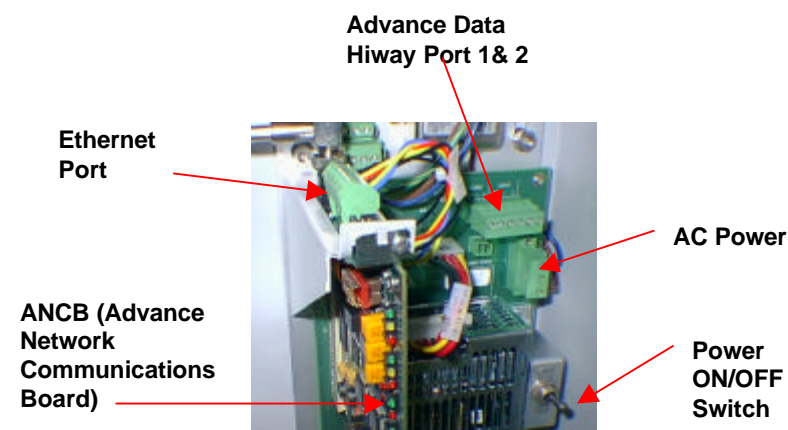 Advance Data
Hiway Port 1& 2
Ethernet
Port
AC Power
ANCB (Advance
Network
Communications
Board)
Power
ON/OFF
Switch